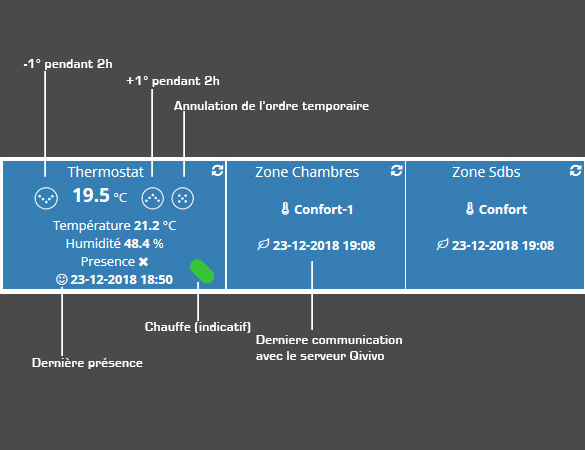 -1° pendant 2h
+1° pendant 2h
Annulation de l'ordre temporaire
Thermostat
19.5 °C
Température 21.2 °C
Humidité 48.4 %
Presence
23-12-2018 18:50
Zone Chambres
Confort-1
23-12-2018 19:08
Zone Sdbs
Confort
23-12-2018 19:08
Chauffe (indicatif)
Dernière présence
Derniere communication
avec le serveur Qivivo